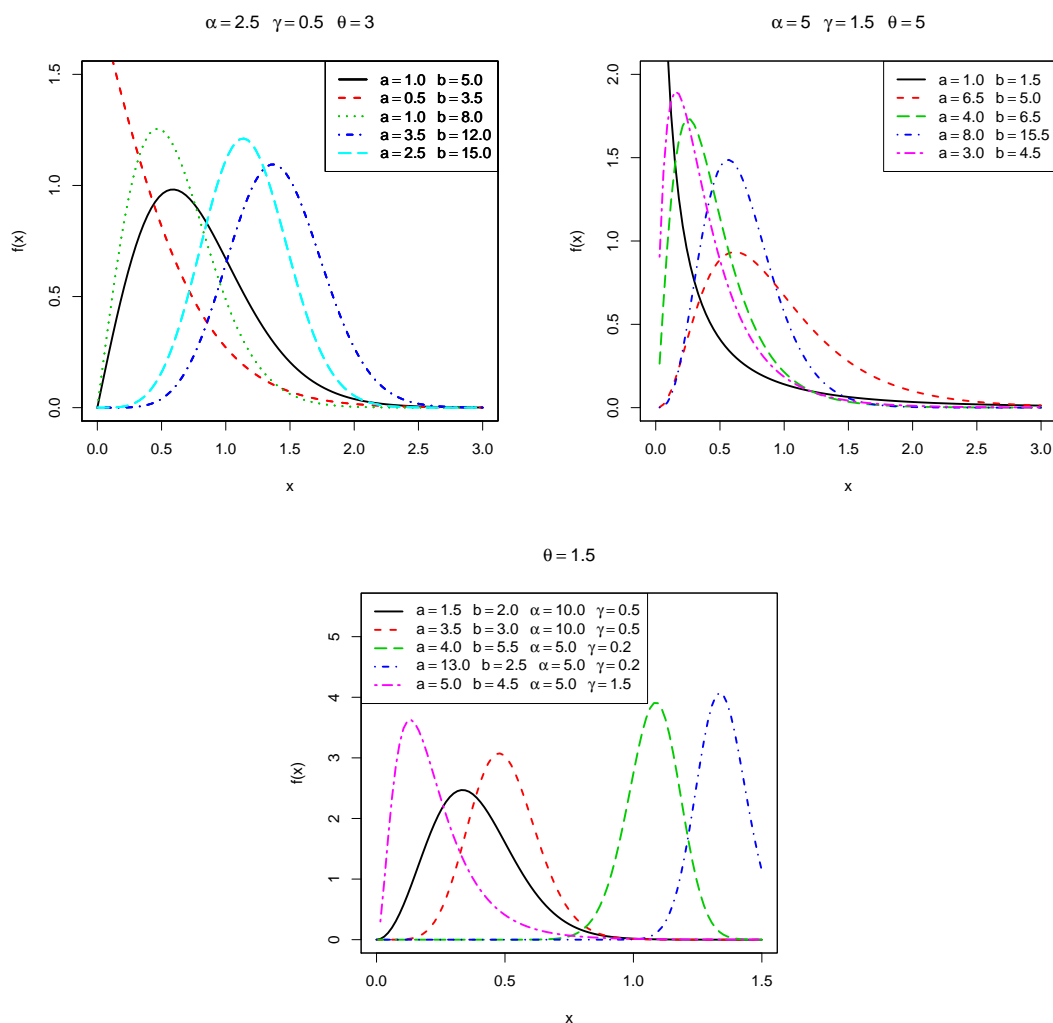 α = 2.5 γ = 0.5 θ = 3
f(x)
1.5
1.0
0.5
0.0
a = 1.0 b = 5.0
a = 0.5 b = 3.5
a = 1.0 b = 8.0
a = 3.5 b = 12.0
a = 2.5 b = 15.0
0.0 0.5 1.0 1.5 2.0 2.5 3.0
x
α = 5 γ = 1.5 θ = 5
f(x)
2.0
1.5
1.0
0.5
0.0
a = 1.0 b = 1.5
a = 6.5 b = 5.0
a = 4.0 b = 6.5
a = 8.0 b = 15.5
a = 3.0 b = 4.5
0.0 0.5 1.0 1.5 2.0 2.5 3.0
x
θ = 1.5
f(x)
5
4
3
2
1
0
a = 1.5 b = 2.0 α = 10.0 γ = 0.5
a = 3.5 b = 3.0 α = 10.0 γ = 0.5
a = 4.0 b = 5.5 α = 5.0 γ = 0.2
a = 13.0 b = 2.5 α = 5.0 γ = 0.2
a = 5.0 b = 4.5 α = 5.0 γ = 1.5
0.0 0.5 1.0 1.5
x